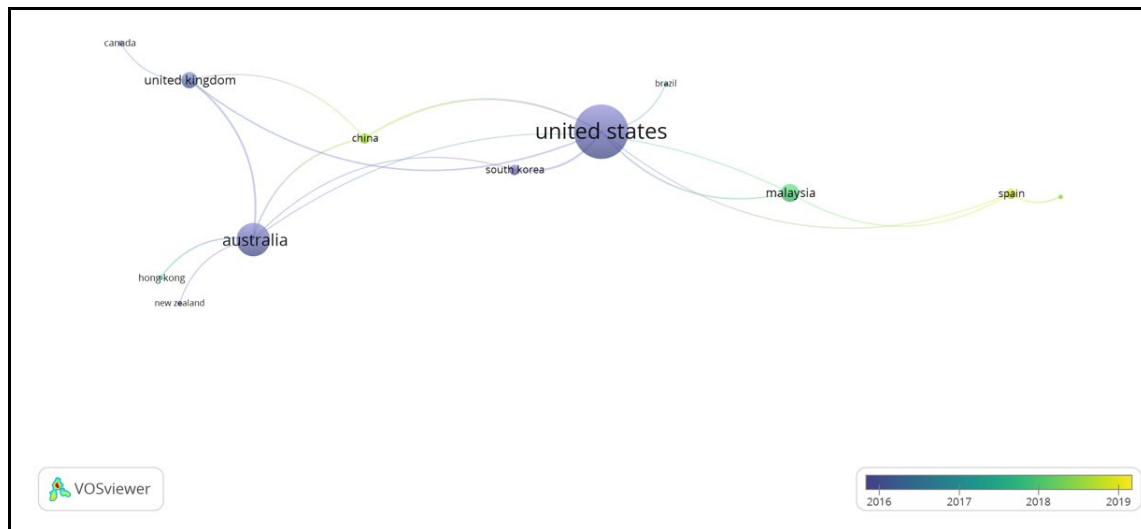 canada
united kingdom
brazil
united states
china
south korea
malaysia
spain
australia
hong kong
new zealand
VOSviewer
2016 2017 2018 2019